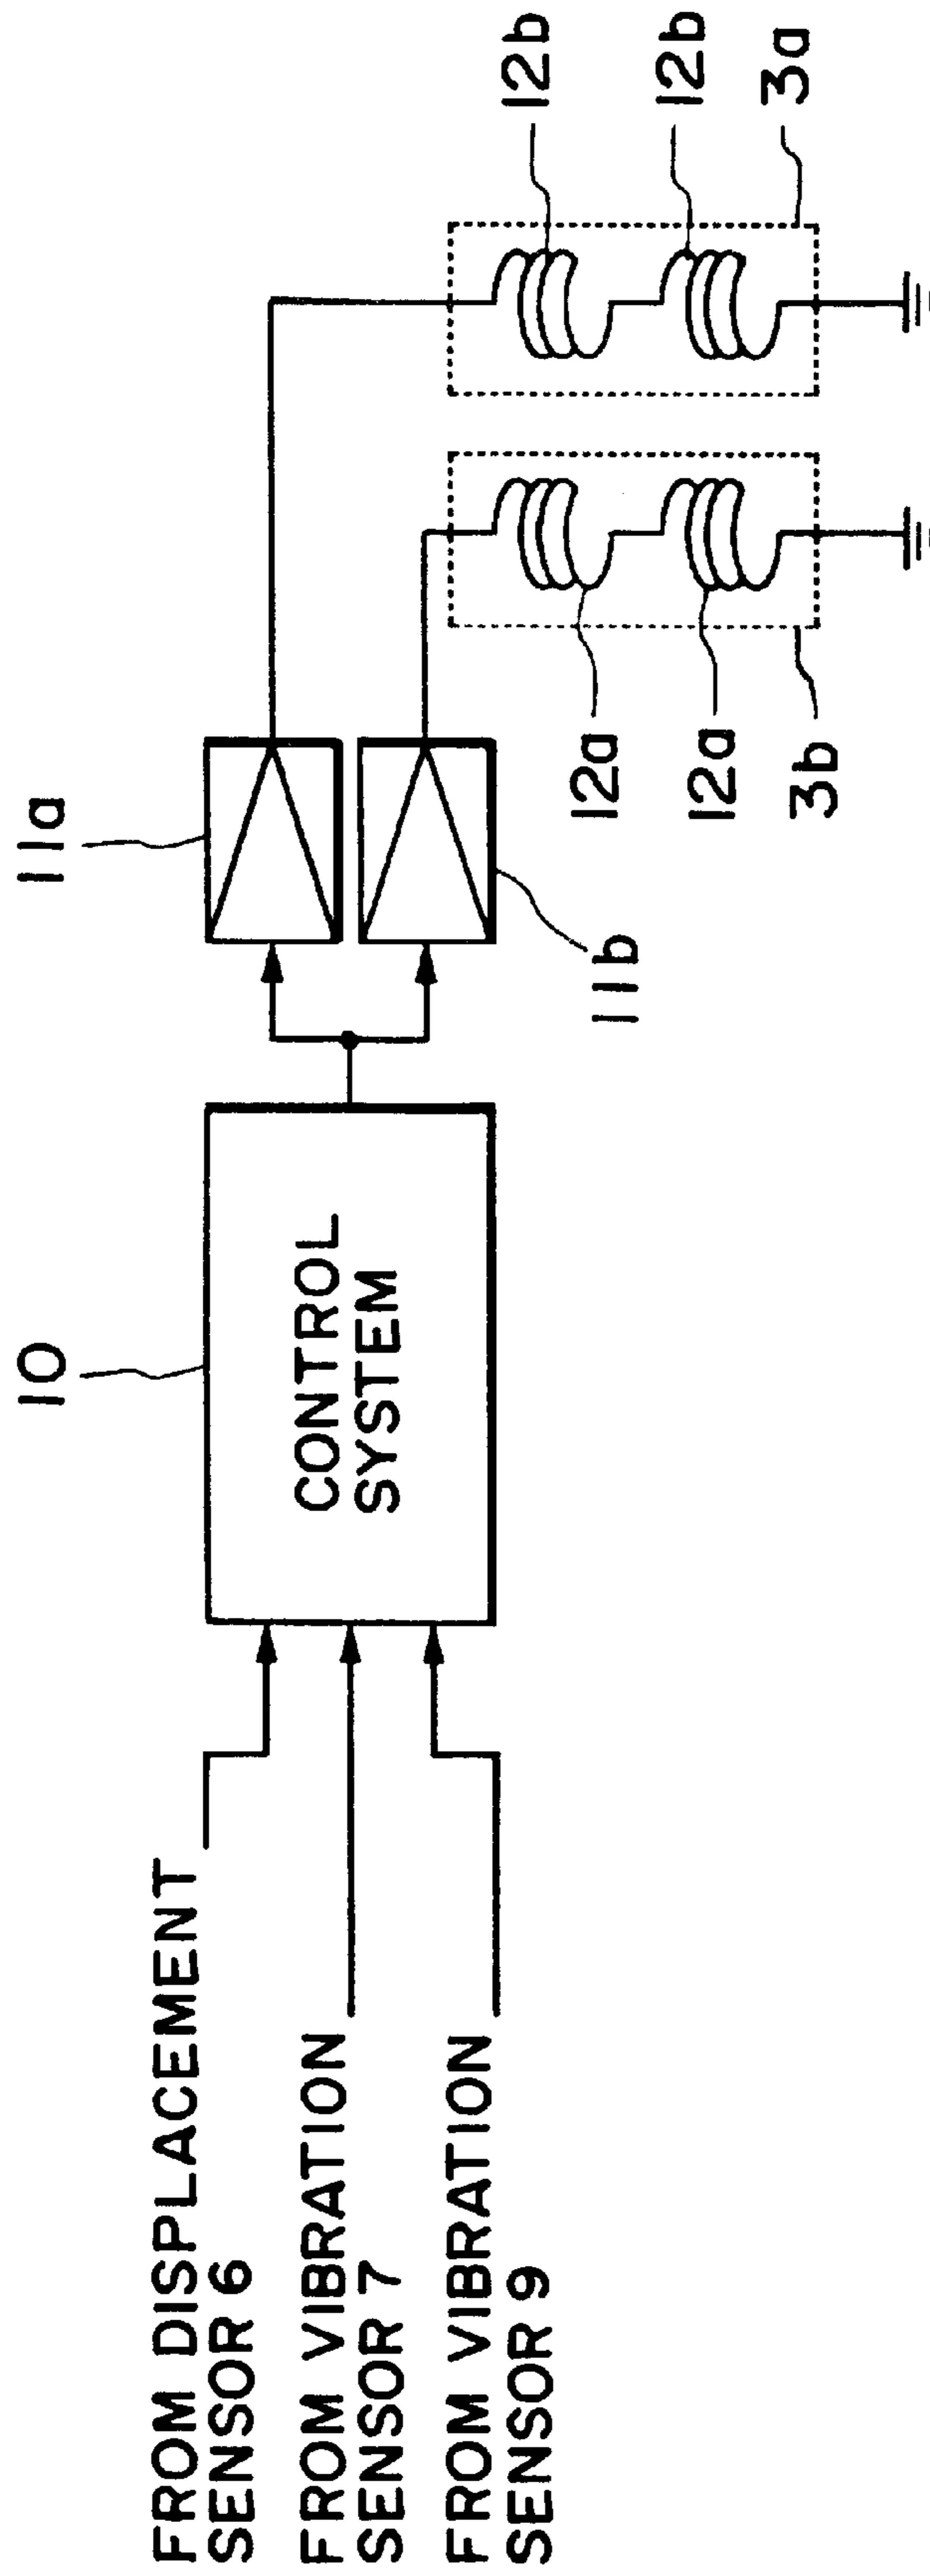 FROM DISPLACEMENT
SENSOR 6
FROM VIBRATION
SENSOR 7
FROM VIBRATION
SENSOR 9
10
CONTROL
SYSTEM
11a
11b
12a
12a
3b
12b
12b
3a